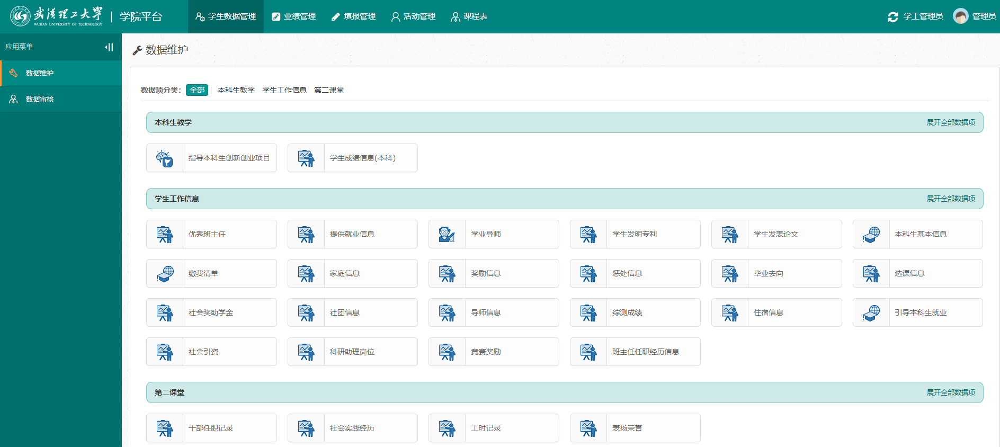 武汉理工大学 学院平台 学生数据管理 业绩管理 填报管理 活动管理 课程表 学工管理员 管理员
WUHAN UNIVERSITY OF TECHNOLOGY
应用菜单
数据维护
数据审核
数据维护
数据项分类： 全部 本科生教学 学生工作信息 第二课堂
本科生教学 展开全部数据项
指导本科生创新创业项目 学生成绩信息(本科)
学生工作信息 展开全部数据项
优秀班主任 提供就业信息 学业导师 学生发明专利 学生发表论文 本科生基本信息
缴费清单 家庭信息 奖励信息 惩处信息 毕业去向 选课信息
社会奖助学金 社团信息 导师信息 综测成绩 住宿信息 引导本科生就业
社会引资 科研助理岗位 竞赛奖励 班主任任职经历信息
第二课堂 展开全部数据项
干部任职记录 社会实践经历 工时记录 表扬荣誉